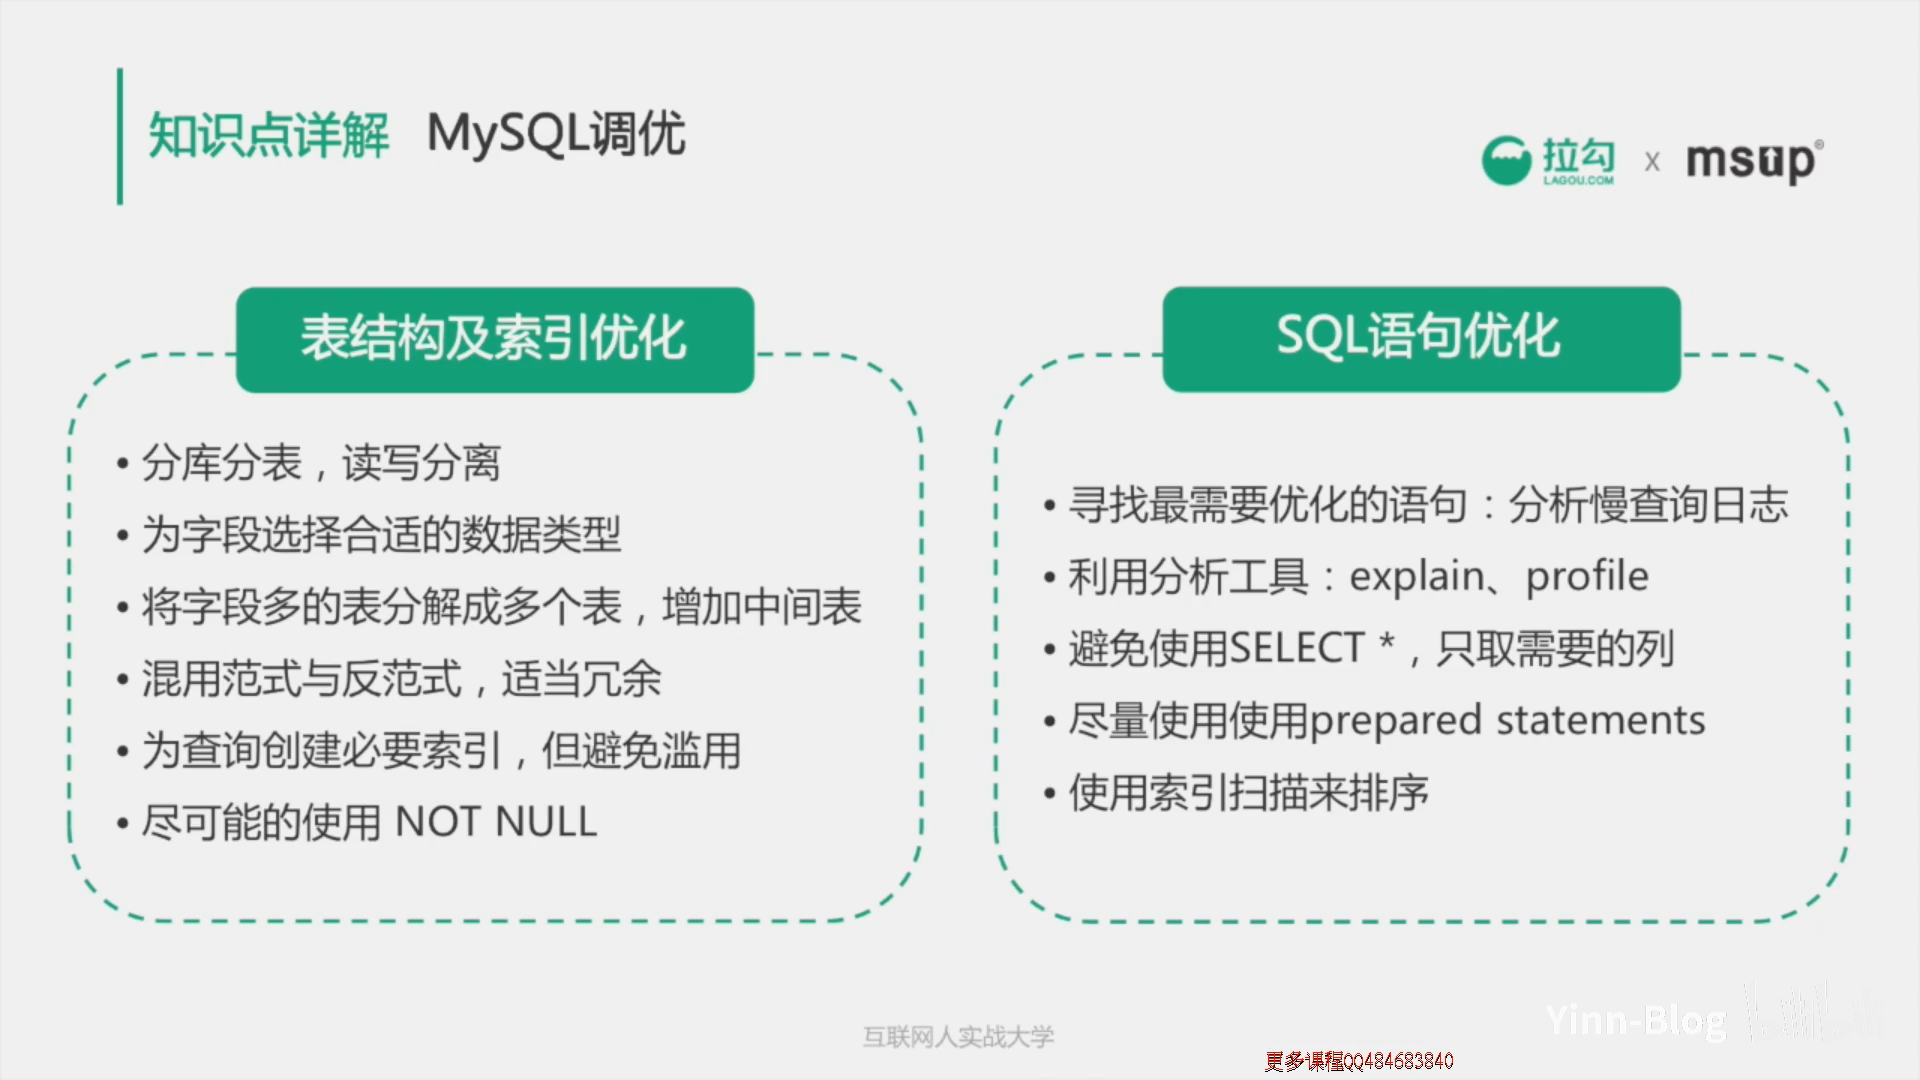 知识点详解 MySQL调优
拉勾 x msup®
LAGOU.COM
表结构及索引优化
• 分库分表，读写分离
• 为字段选择合适的数据类型
• 将字段多的表分解成多个表，增加中间表
• 混用范式与反范式，适当冗余
• 为查询创建必要索引，但避免滥用
• 尽可能的使用 NOT NULL
SQL语句优化
• 寻找最需要优化的语句：分析慢查询日志
• 利用分析工具：explain、profile
• 避免使用SELECT *，只取需要的列
• 尽量使用使用prepared statements
• 使用索引扫描来排序
Yinn-Blog
互联网人实战大学
更多课程QQ484683840